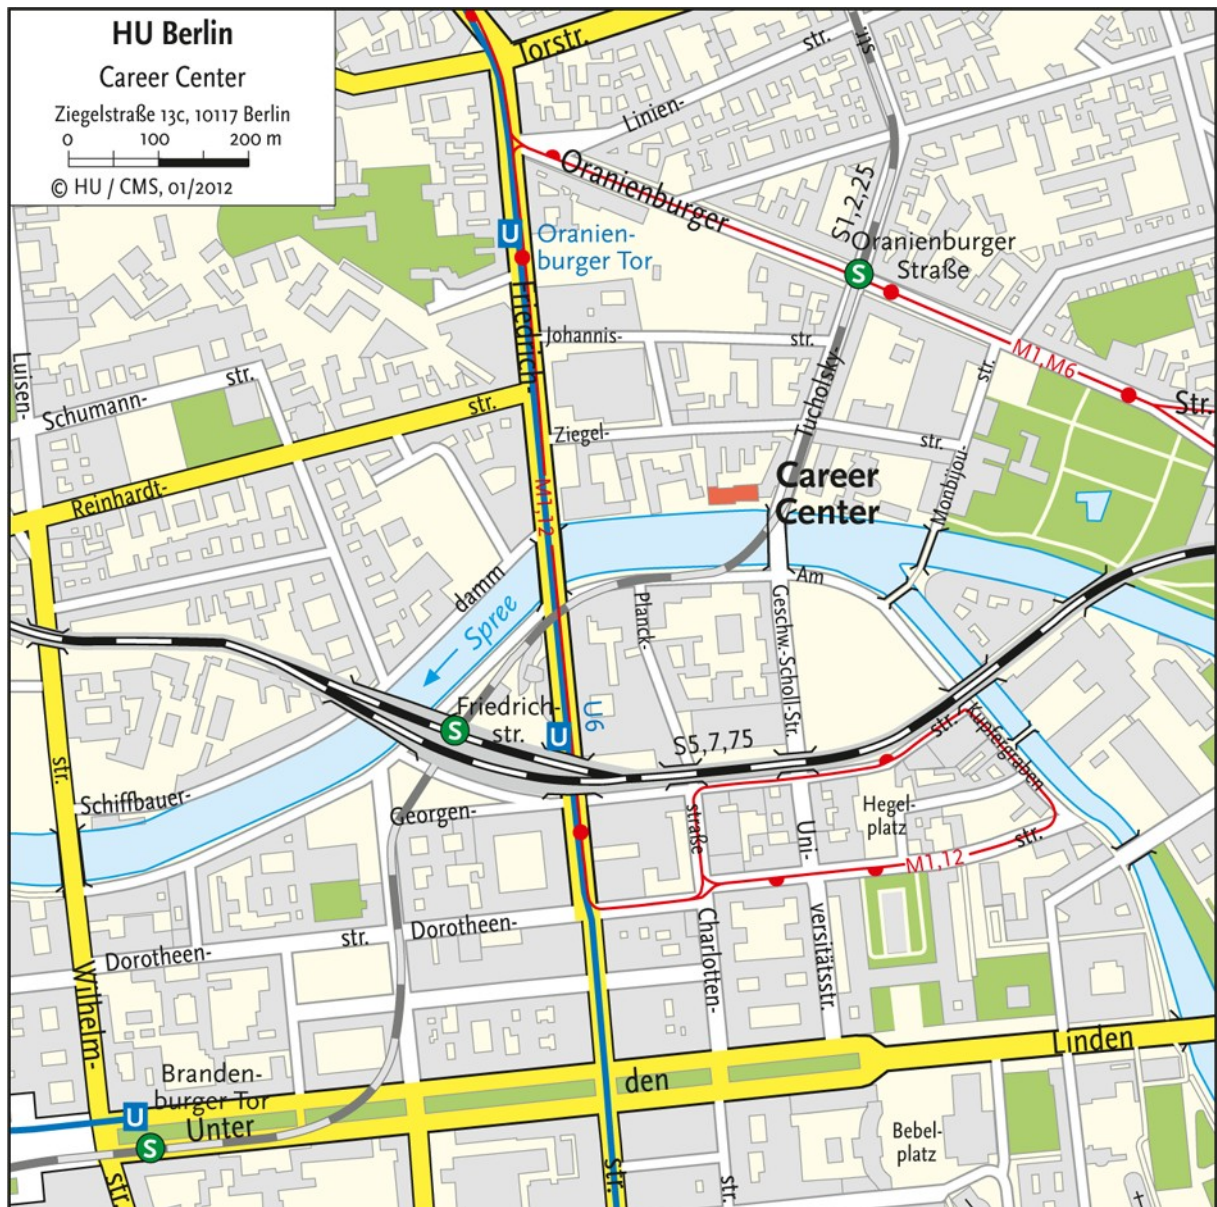 HU Berlin
Career Center
Ziegelstraße 13c, 10117 Berlin
0 100 200 m
© HU / CMS, 01/2012
Torstr.
str.
Linien-
str.
Oranienburger
S1,2,25
U
Oranien-
burger Tor
Oranienburger
Straße
S
Friedrich-
Johannis-
str.
M1,M6
Luisen-
str.
Schumann-
Tucholsky-
str.
Str.
str.
Ziegel-
str.
Reinhardt-
M1,12
Career
Center
Monbijou-
damm
Spree
Am
Planck-
Geschw.-Scholl-Str.
Friedrich-
str.
S
U
U6
S5,7,75
str.
Kupfergraben
str.
Schiffbauer-
Georgen-
straße
Uni-
Hegel-
platz
str.
M1,12
Dorotheen-
str.
Dorotheen-
Charlotten-
versitätsstr.
Wilhelm-
Linden
Branden-
burger Tor
den
U
S
Unter
Bebel-
platz
str.
str.
str.